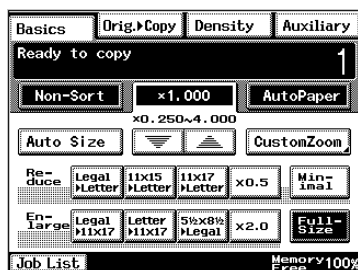 Basics Orig.▸Copy Density Auxiliary
Ready to copy 1
Non-Sort ×1.000 AutoPaper
×0.250~4.000
Auto Size CustomZoom
Re-duce Legal▸Letter 11x15▸Letter 11x17▸Letter ×0.5 Min-imal
En-large Legal▸11x17 Letter▸11x17 5½x8½▸Legal ×2.0 Full-Size
Job List Memory Free 100%